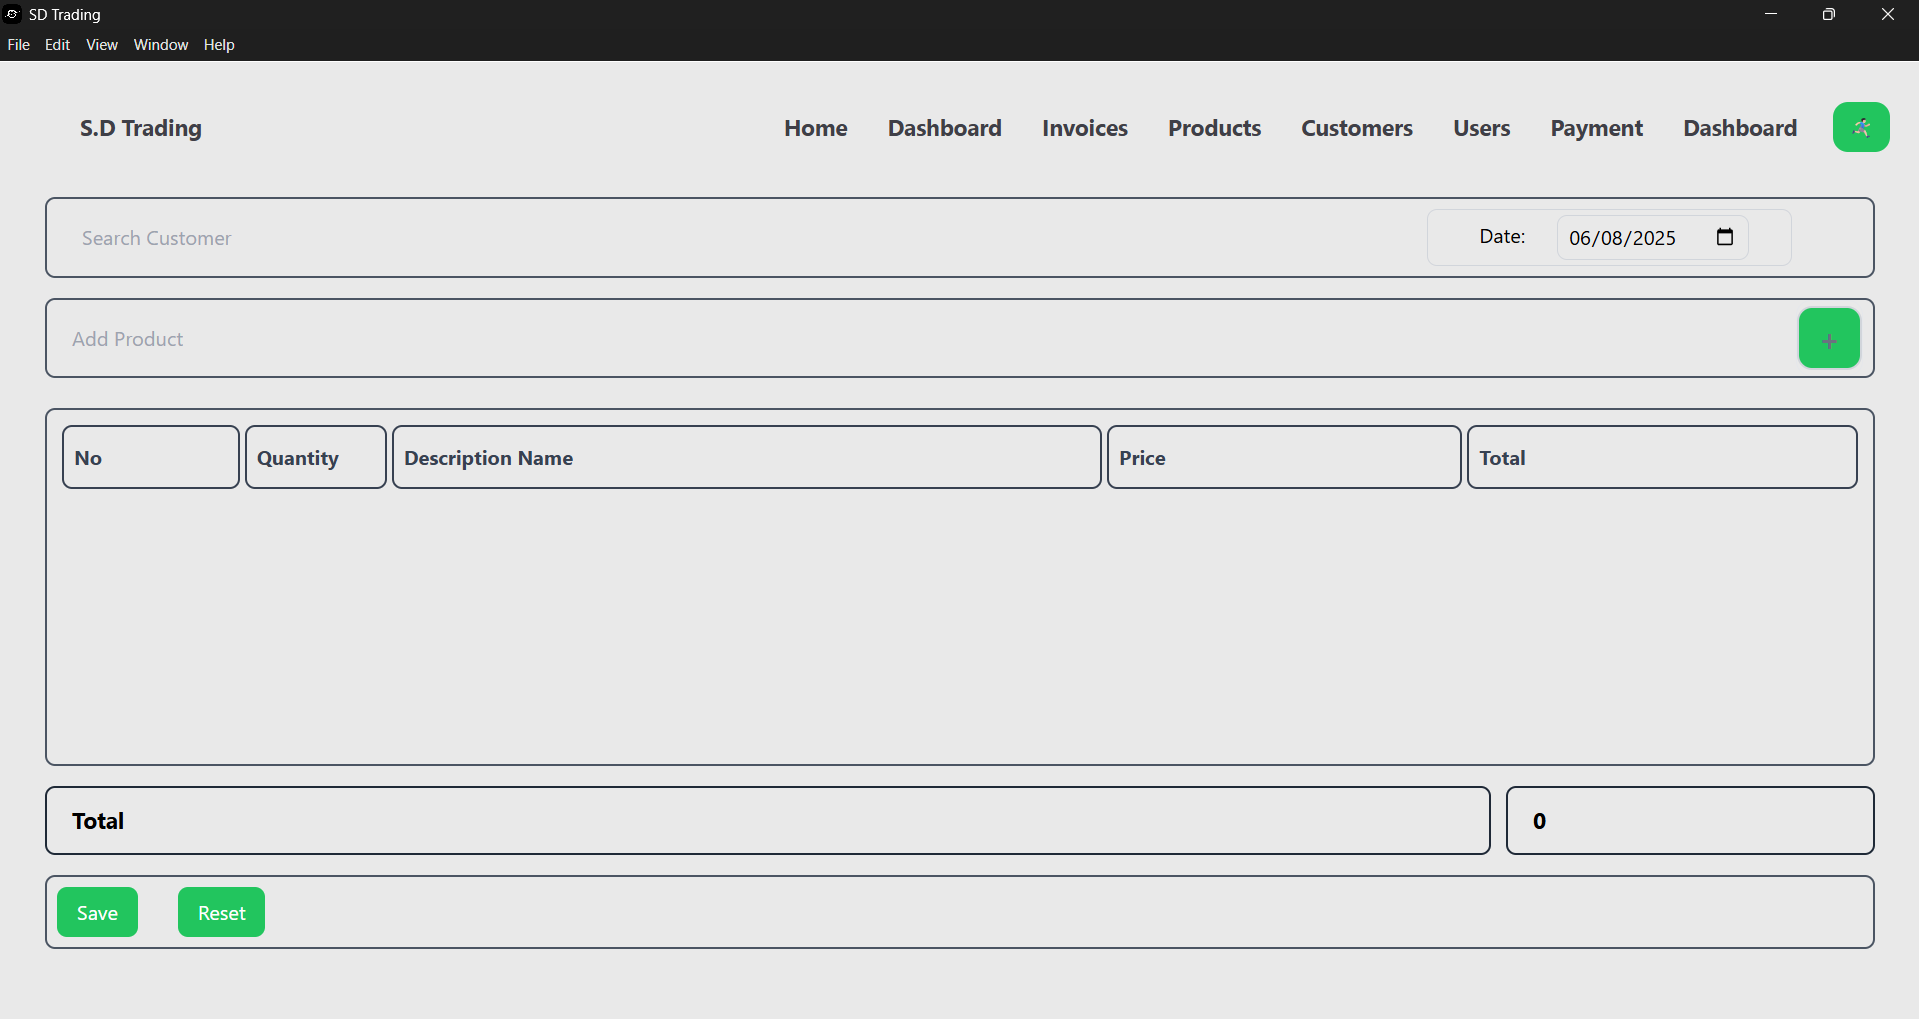 SD Trading
File Edit View Window Help
S.D Trading Home Dashboard Invoices Products Customers Users Payment Dashboard
Search Customer Date: 06/08/2025
Add Product +
No Quantity Description Name Price Total
Total 0
Save Reset